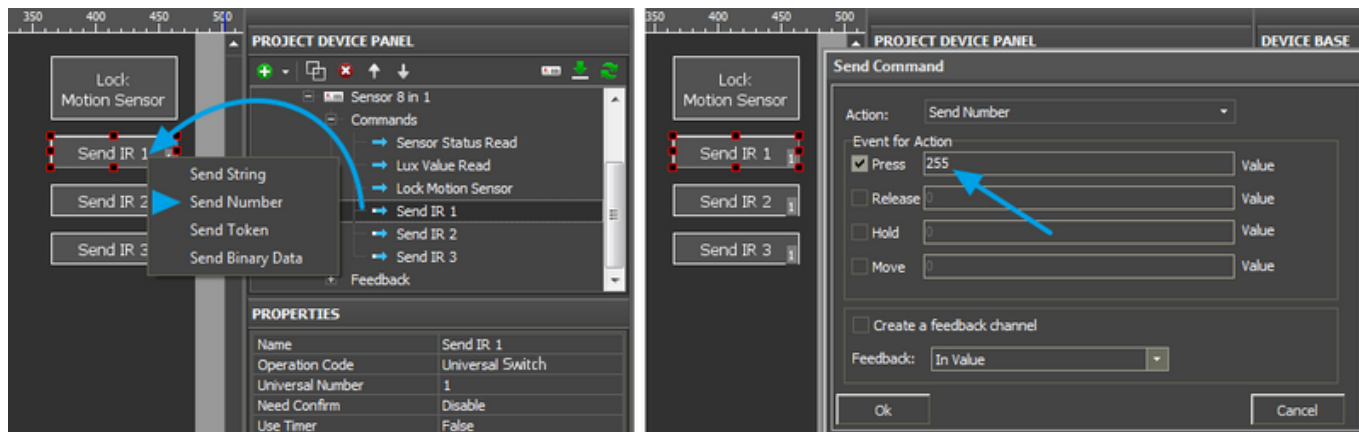 350 400 450 500
PROJECT DEVICE PANEL
Lock
Motion Sensor
Send IR 1
Send IR 2
Send IR 3
Send String
Send Number
Send Token
Send Binary Data
Sensor 8 in 1
Commands
Sensor Status Read
Lux Value Read
Lock Motion Sensor
Send IR 1
Send IR 2
Send IR 3
Feedback
PROPERTIES
Name Send IR 1
Operation Code Universal Switch
Universal Number 1
Need Confirm Disable
Use Timer False
350 400 450 500
PROJECT DEVICE PANEL DEVICE BASE
Lock
Motion Sensor
Send IR 1 1
Send IR 2 1
Send IR 3 1
Send Command
Action: Send Number
Event for Action
Press 255 Value
Release 0 Value
Hold 0 Value
Move 0 Value
Create a feedback channel
Feedback: In Value
Ok Cancel